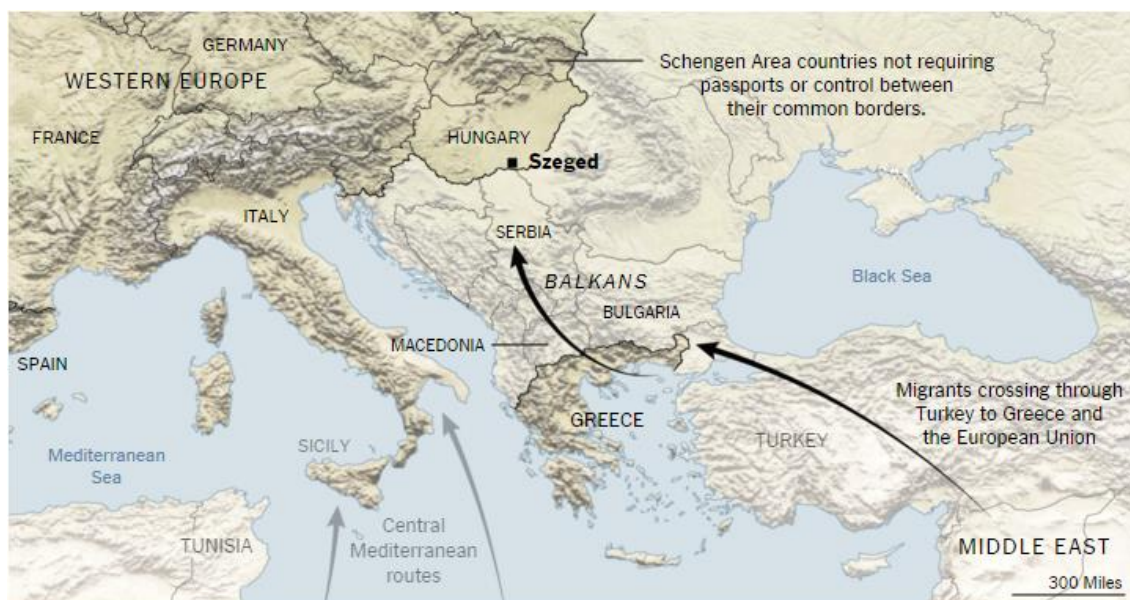 GERMANY
WESTERN EUROPE
FRANCE
Schengen Area countries not requiring
passports or control between
their common borders.
HUNGARY
Szeged
ITALY
SERBIA
BALKANS
Black Sea
BULGARIA
MACEDONIA
SPAIN
Migrants crossing through
Turkey to Greece and
the European Union
GREECE
TURKEY
SICILY
Mediterranean
Sea
Central
Mediterranean
routes
TUNISIA
MIDDLE EAST
300 Miles